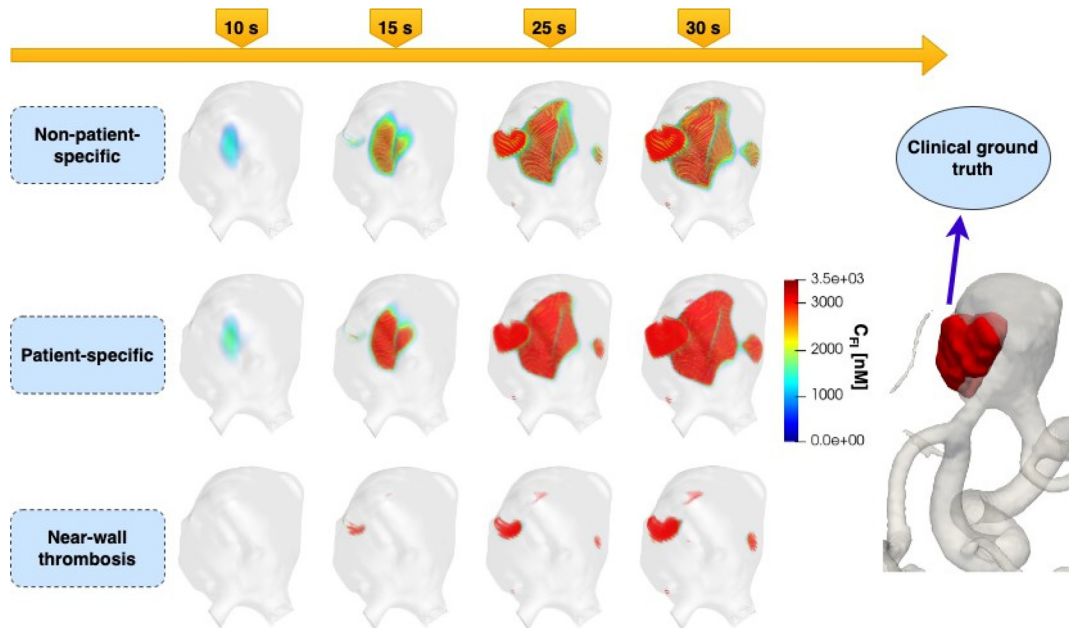 10 s
15 s
25 s
30 s
Non-patient-
specific
Clinical ground
truth
Patient-specific
3.5e+03
3000
2000
1000
0.0e+00
C_FI [nM]
Near-wall
thrombosis